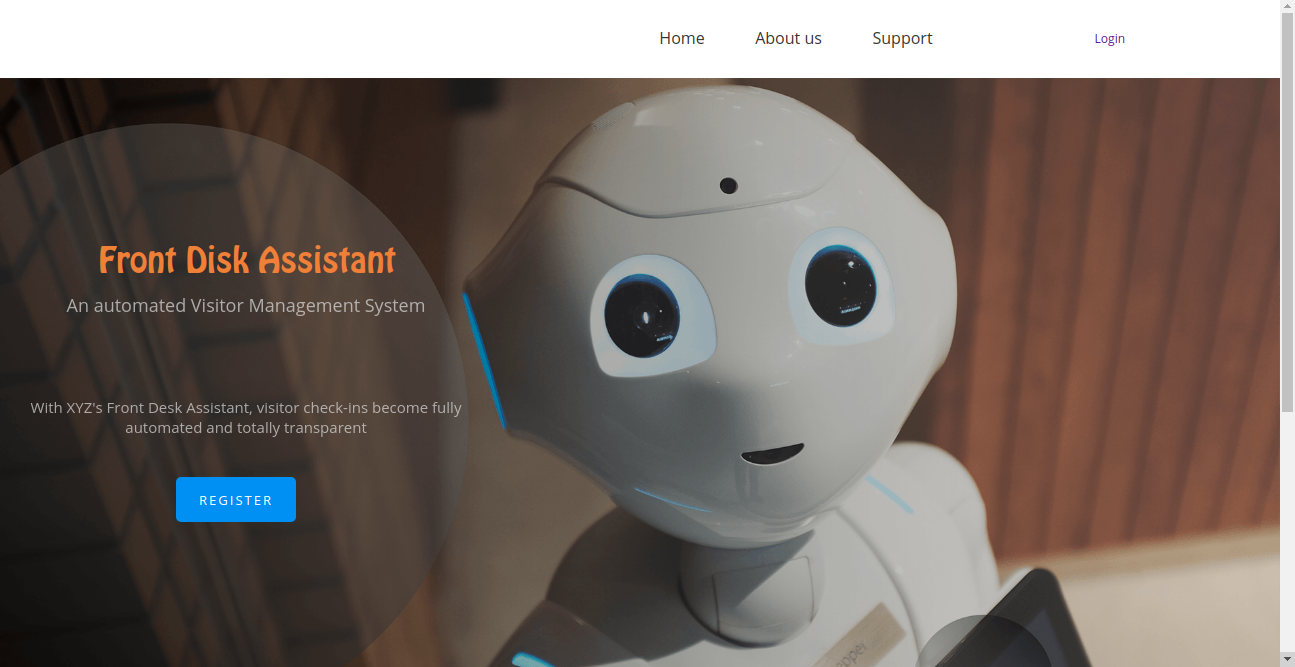 Home About us Support Login
Front Disk Assistant
An automated Visitor Management System
With XYZ's Front Desk Assistant, visitor check-ins become fully
automated and totally transparent
REGISTER